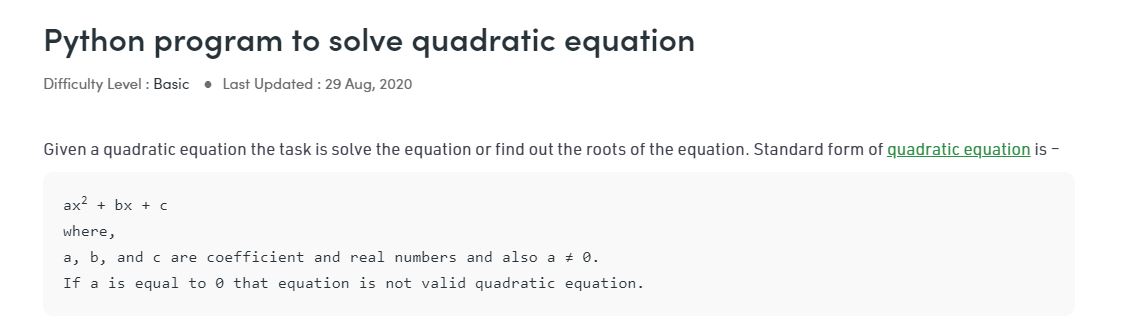 Python program to solve quadratic equation
Difficulty Level : Basic ● Last Updated : 29 Aug, 2020
Given a quadratic equation the task is solve the equation or find out the roots of the equation. Standard form of quadratic equation is –
ax² + bx + c
where,
a, b, and c are coefficient and real numbers and also a ≠ 0.
If a is equal to 0 that equation is not valid quadratic equation.